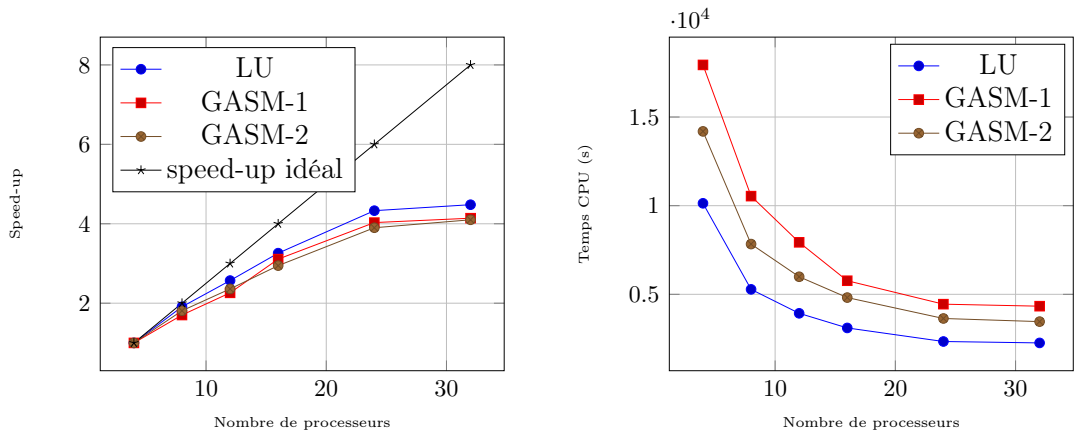 Speed-up
8
6
4
2
LU
GASM-1
GASM-2
speed-up idéal
10
20
30
Nombre de processeurs
·10⁴
Temps CPU (s)
1.5
1
0.5
LU
GASM-1
GASM-2
10
20
30
Nombre de processeurs